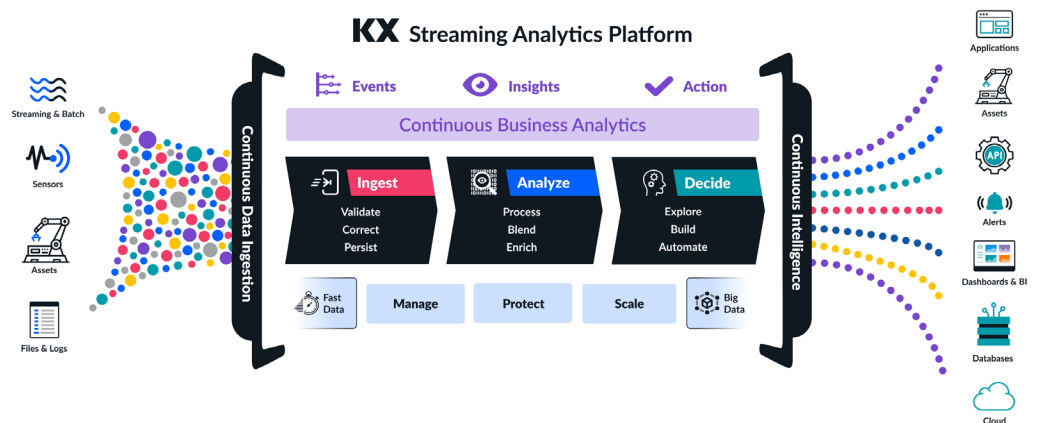 KX Streaming Analytics Platform
Streaming & Batch
Sensors
Assets
Files & Logs
Continuous Data Ingestion
Events
Insights
Action
Continuous Business Analytics
Ingest
Validate
Correct
Persist
Analyze
Process
Blend
Enrich
Decide
Explore
Build
Automate
Fast
Data
Manage
Protect
Scale
Big
Data
Continuous Intelligence
Applications
Assets
API
Alerts
Dashboards & BI
Databases
Cloud